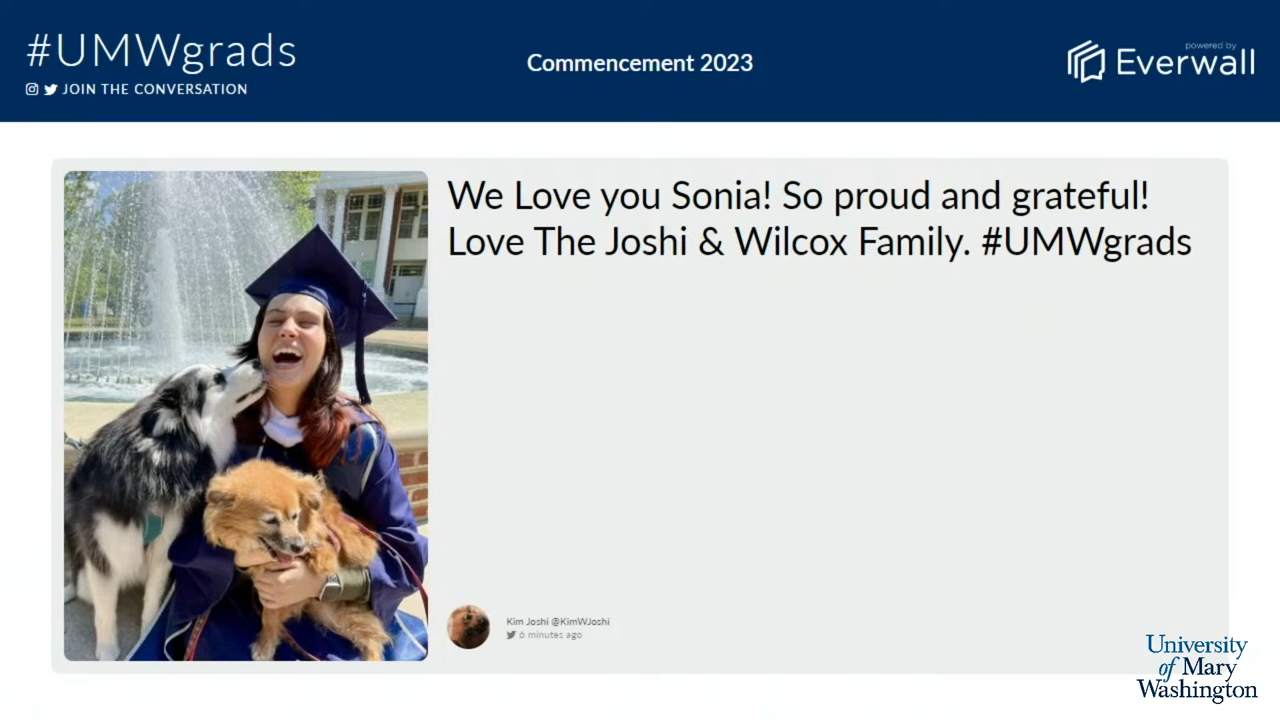 #UMWgrads
JOIN THE CONVERSATION
Commencement 2023
powered by
Everwall
We Love you Sonia! So proud and grateful!
Love The Joshi & Wilcox Family. #UMWgrads
Kim Joshi @KimWJoshi
6 minutes ago
University
of Mary
Washington